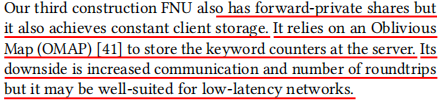 Our third construction FNU also has forward-private shares but
it also achieves constant client storage. It relies on an Oblivious
Map (OMAP) [41] to store the keyword counters at the server. Its
downside is increased communication and number of roundtrips
but it may be well-suited for low-latency networks.